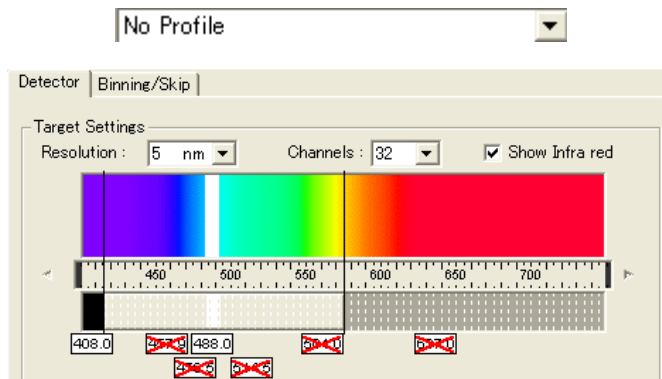 No Profile
Detector Binning/Skip
Target Settings
Resolution : 5 nm Channels : 32 Show Infra red
450 500 550 600 650 700
408.0 488.0